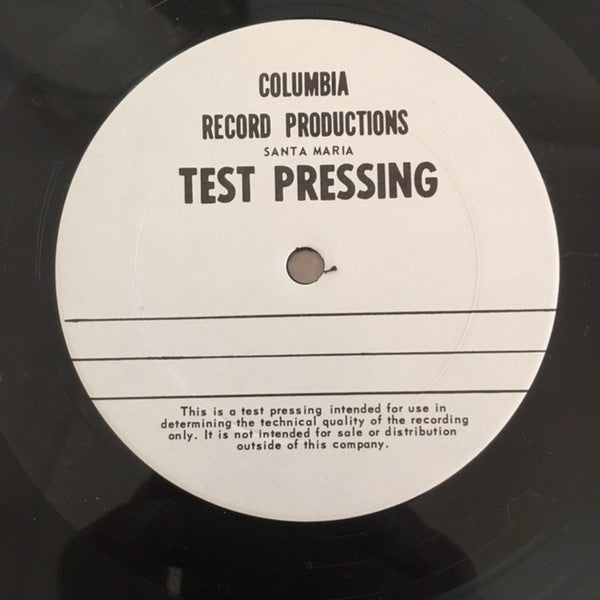 COLUMBIA
RECORD PRODUCTIONS
SANTA MARIA
TEST PRESSING
This is a test pressing intended for use in
determining the technical quality of the recording
only. It is not intended for sale or distribution
outside of this company.